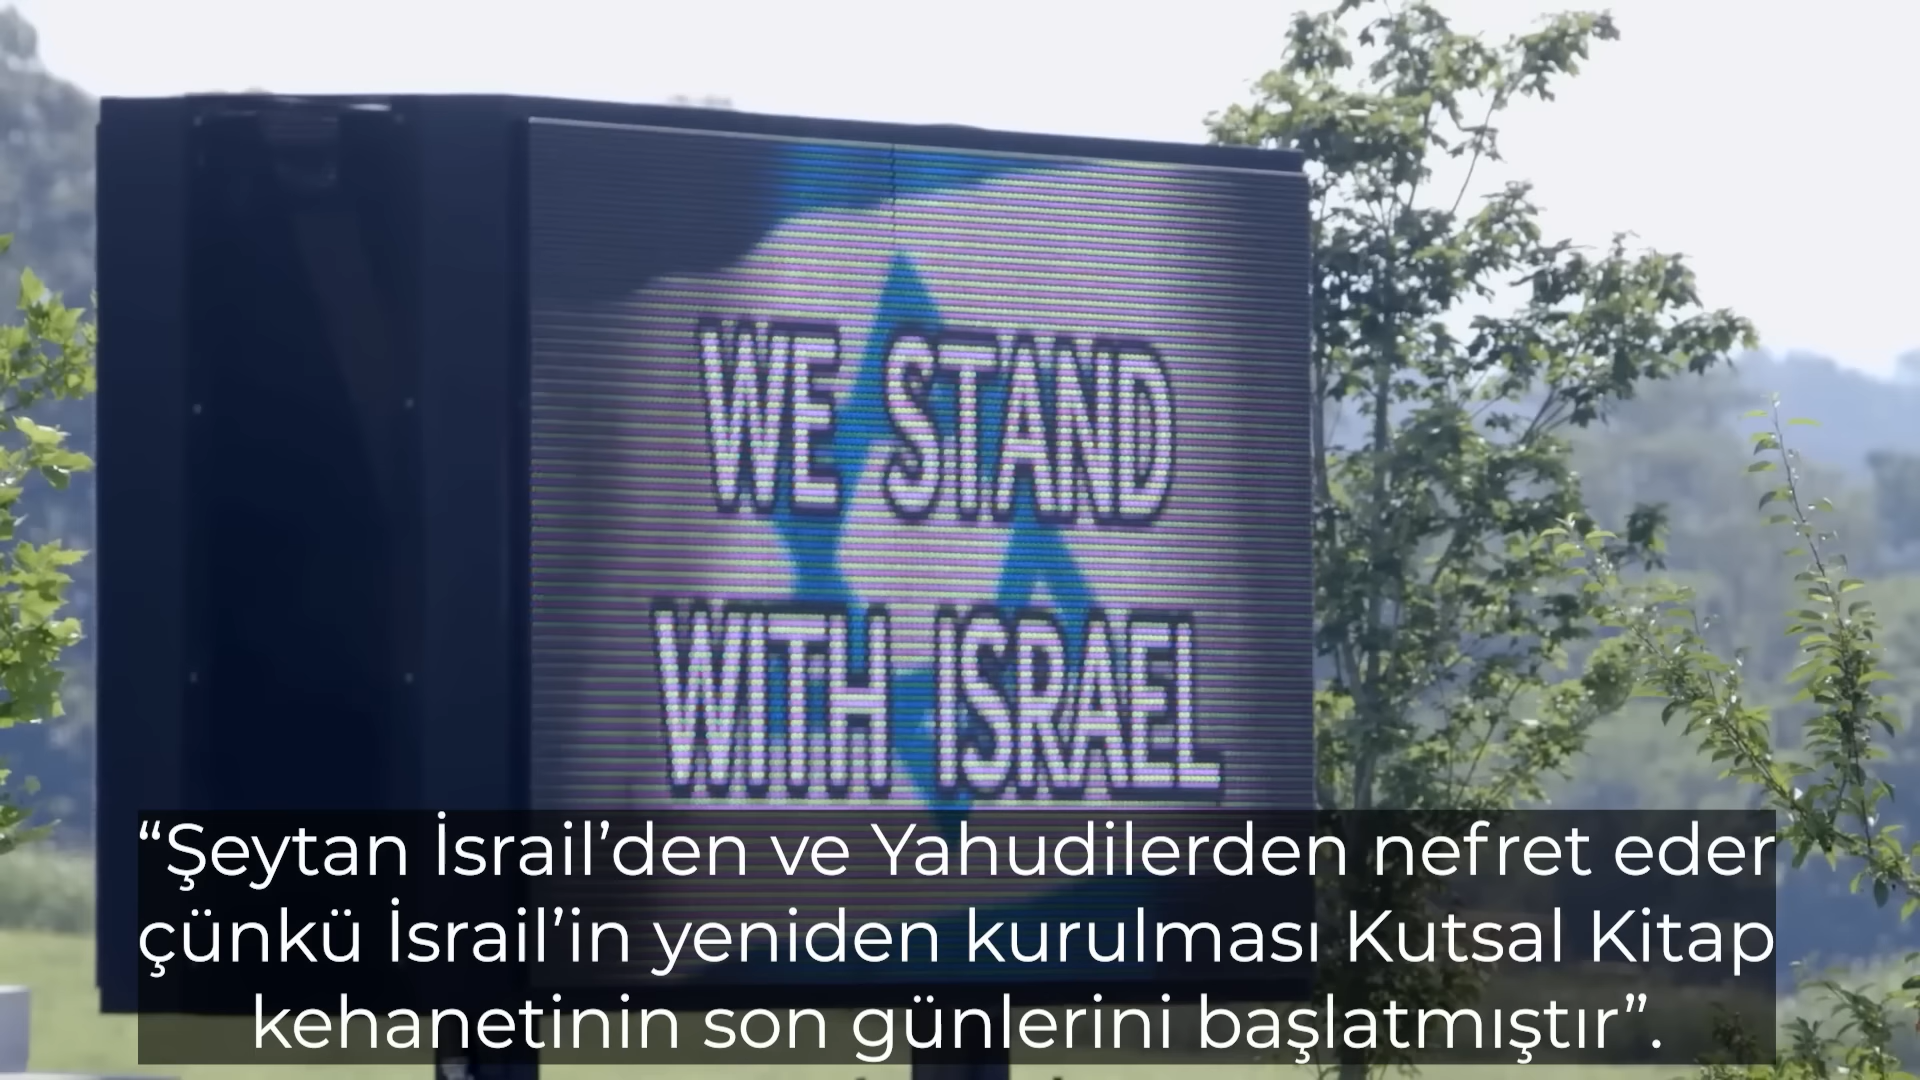 WE STAND
WITH ISRAEL
“Şeytan İsrail’den ve Yahudilerden nefret eder
çünkü İsrail’in yeniden kurulması Kutsal Kitap
kehanetinin son günlerini başlatmıştır”.